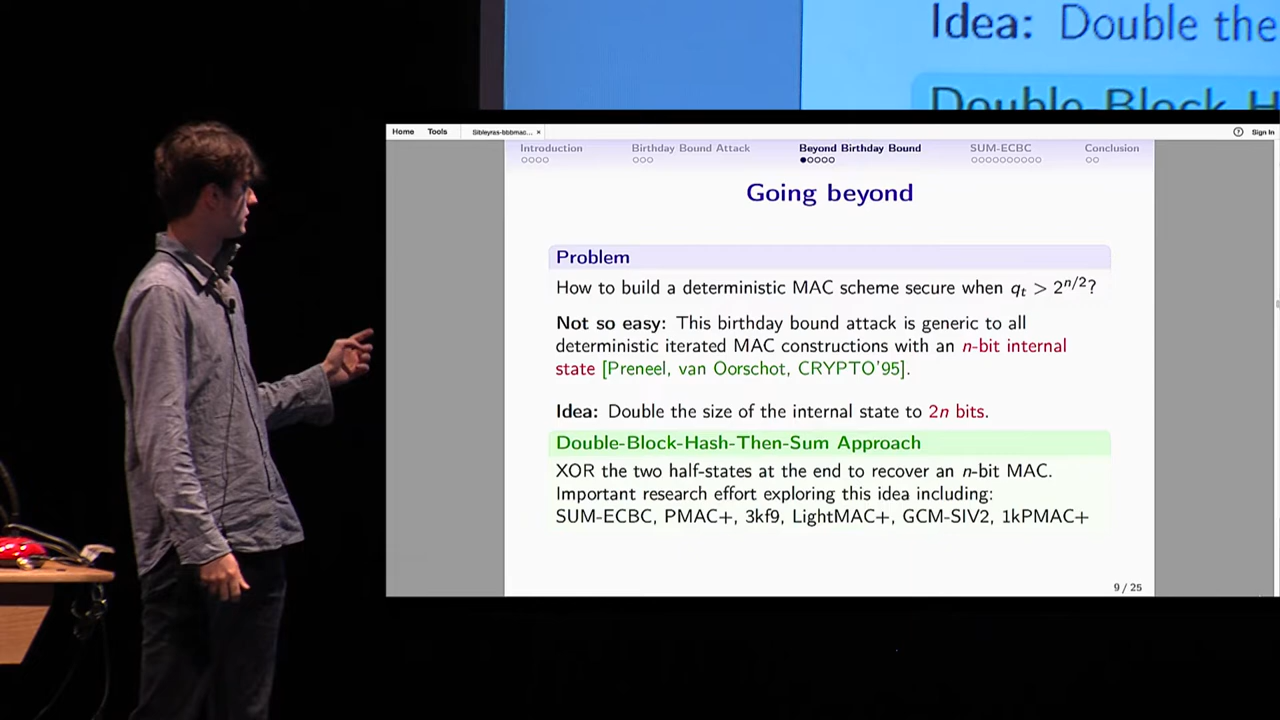 Idea: Double the
Double-Block-H
Home Tools Sibleyras-bbbmac... × ? Sign In
Introduction Birthday Bound Attack Beyond Birthday Bound SUM-ECBC Conclusion
Going beyond
Problem
How to build a deterministic MAC scheme secure when qₜ > 2^{n/2}?
Not so easy: This birthday bound attack is generic to all
deterministic iterated MAC constructions with an n-bit internal
state [Preneel, van Oorschot, CRYPTO'95].
Idea: Double the size of the internal state to 2n bits.
Double-Block-Hash-Then-Sum Approach
XOR the two half-states at the end to recover an n-bit MAC.
Important research effort exploring this idea including:
SUM-ECBC, PMAC+, 3kf9, LightMAC+, GCM-SIV2, 1kPMAC+
9 / 25